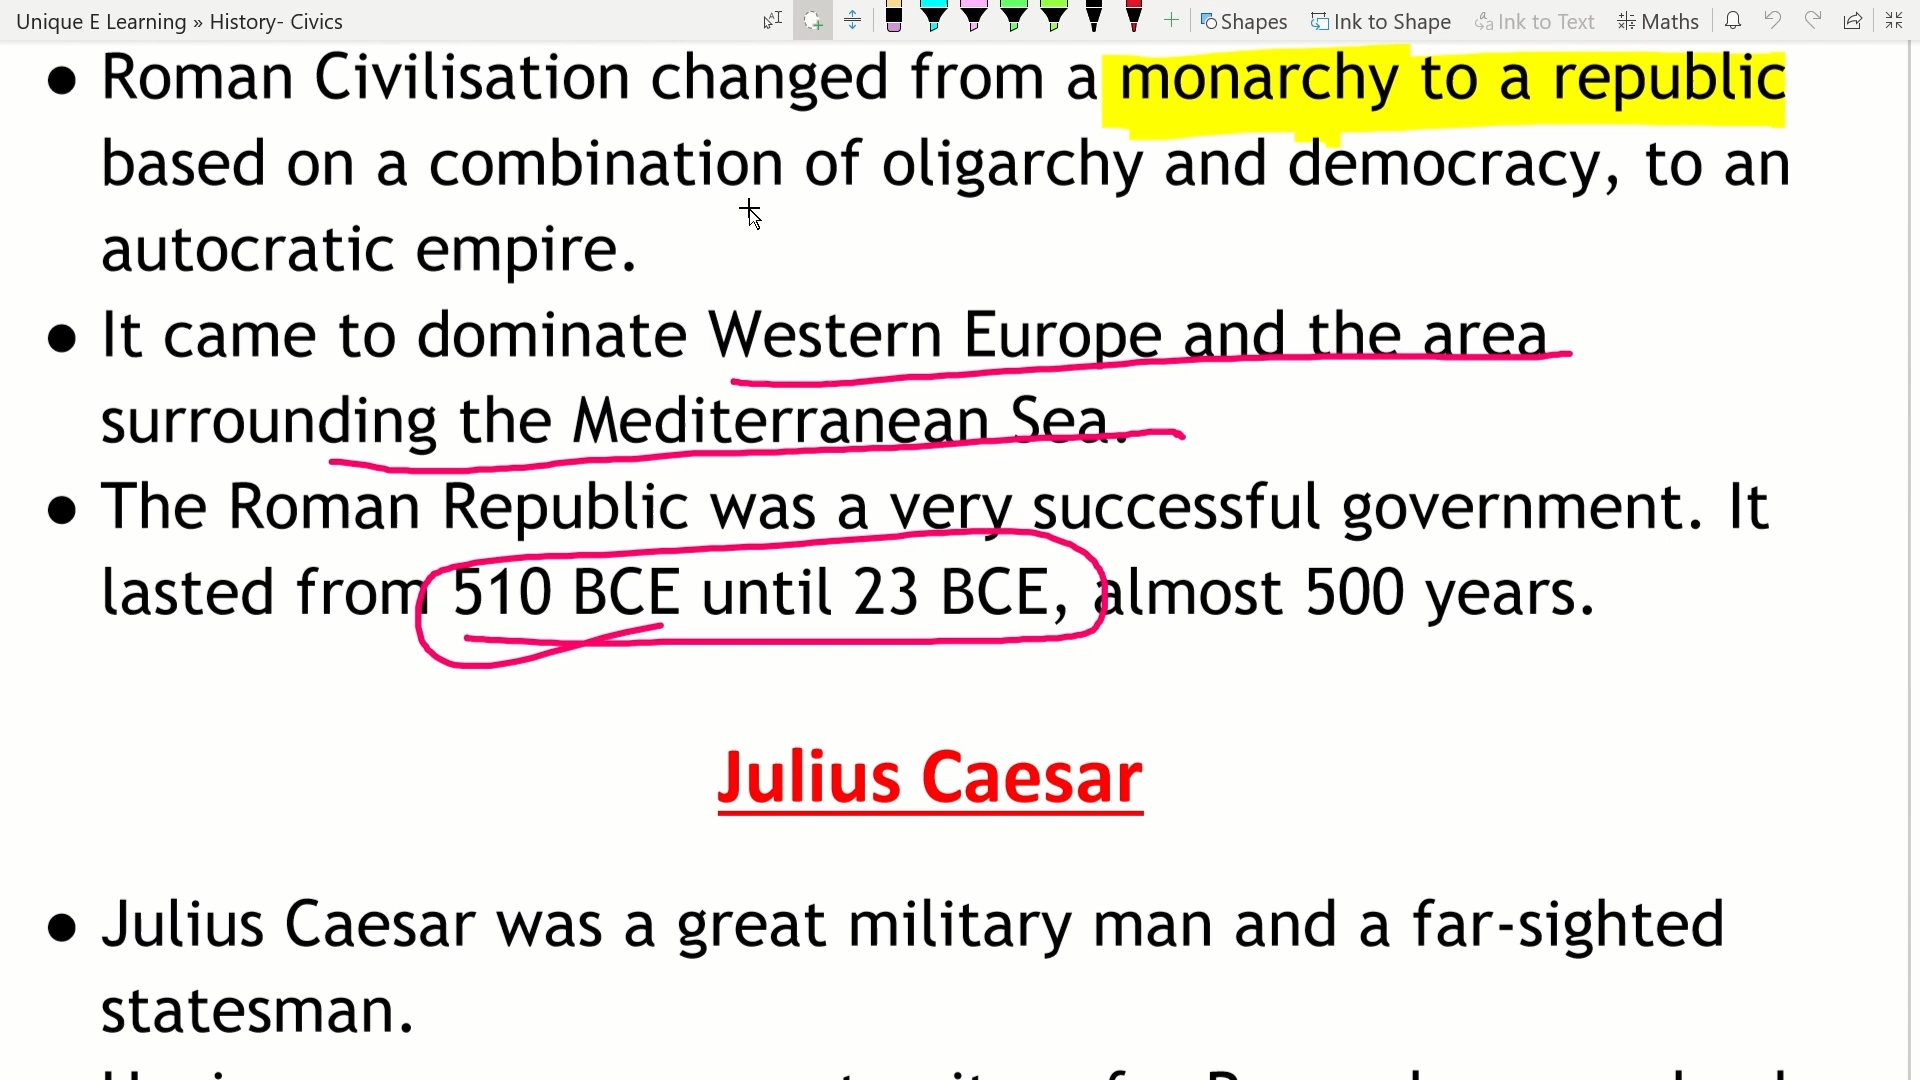 Unique E Learning » History- Civics
Shapes Ink to Shape Ink to Text Maths
● Roman Civilisation changed from a monarchy to a republic
based on a combination of oligarchy and democracy, to an
autocratic empire.
● It came to dominate Western Europe and the area
surrounding the Mediterranean Sea.
● The Roman Republic was a very successful government. It
lasted from 510 BCE until 23 BCE, almost 500 years.
Julius Caesar
● Julius Caesar was a great military man and a far-sighted
statesman.